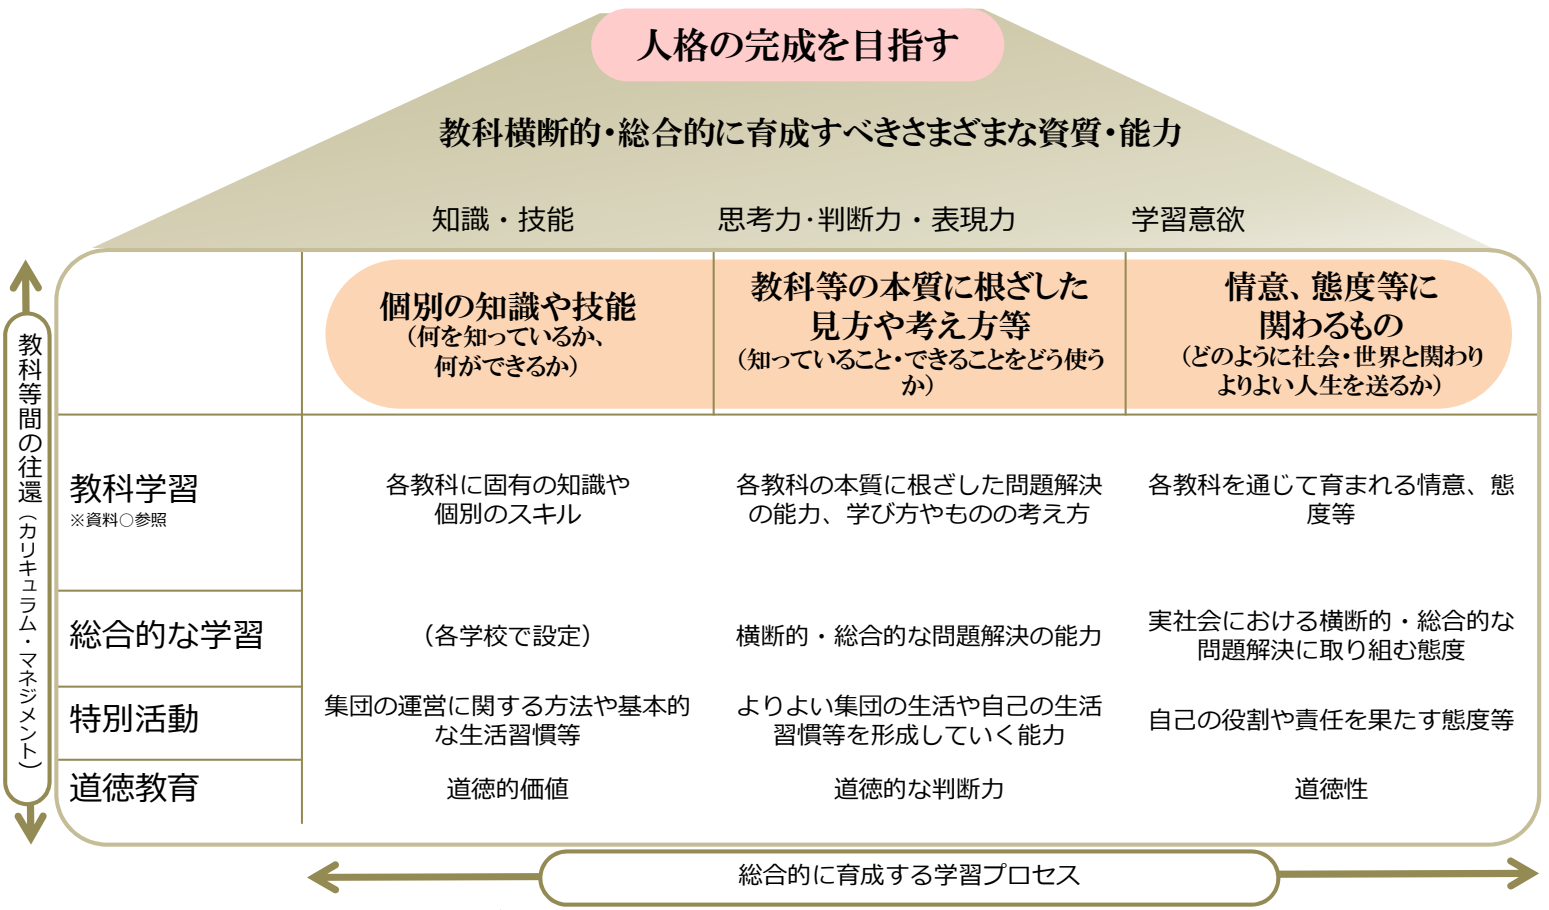 人格の完成を目指す
教科横断的・総合的に育成すべきさまざまな資質・能力
知識・技能
思考力・判断力・表現力
学習意欲
個別の知識や技能
（何を知っているか、
何ができるか）
教科等の本質に根ざした
見方や考え方等
（知っていること・できることをどう使う
か）
情意、態度等に
関わるもの
（どのように社会・世界と関わり
よりよい人生を送るか）
教科等間の往還（カリキュラム・マネジメント）
教科学習
※資料○参照
各教科に固有の知識や
個別のスキル
各教科の本質に根ざした問題解決
の能力、学び方やものの考え方
各教科を通じて育まれる情意、態
度等
総合的な学習
（各学校で設定）
横断的・総合的な問題解決の能力
実社会における横断的・総合的な
問題解決に取り組む態度
特別活動
集団の運営に関する方法や基本的
な生活習慣等
よりよい集団の生活や自己の生活
習慣等を形成していく能力
自己の役割や責任を果たす態度等
道徳教育
道徳的価値
道徳的な判断力
道徳性
総合的に育成する学習プロセス